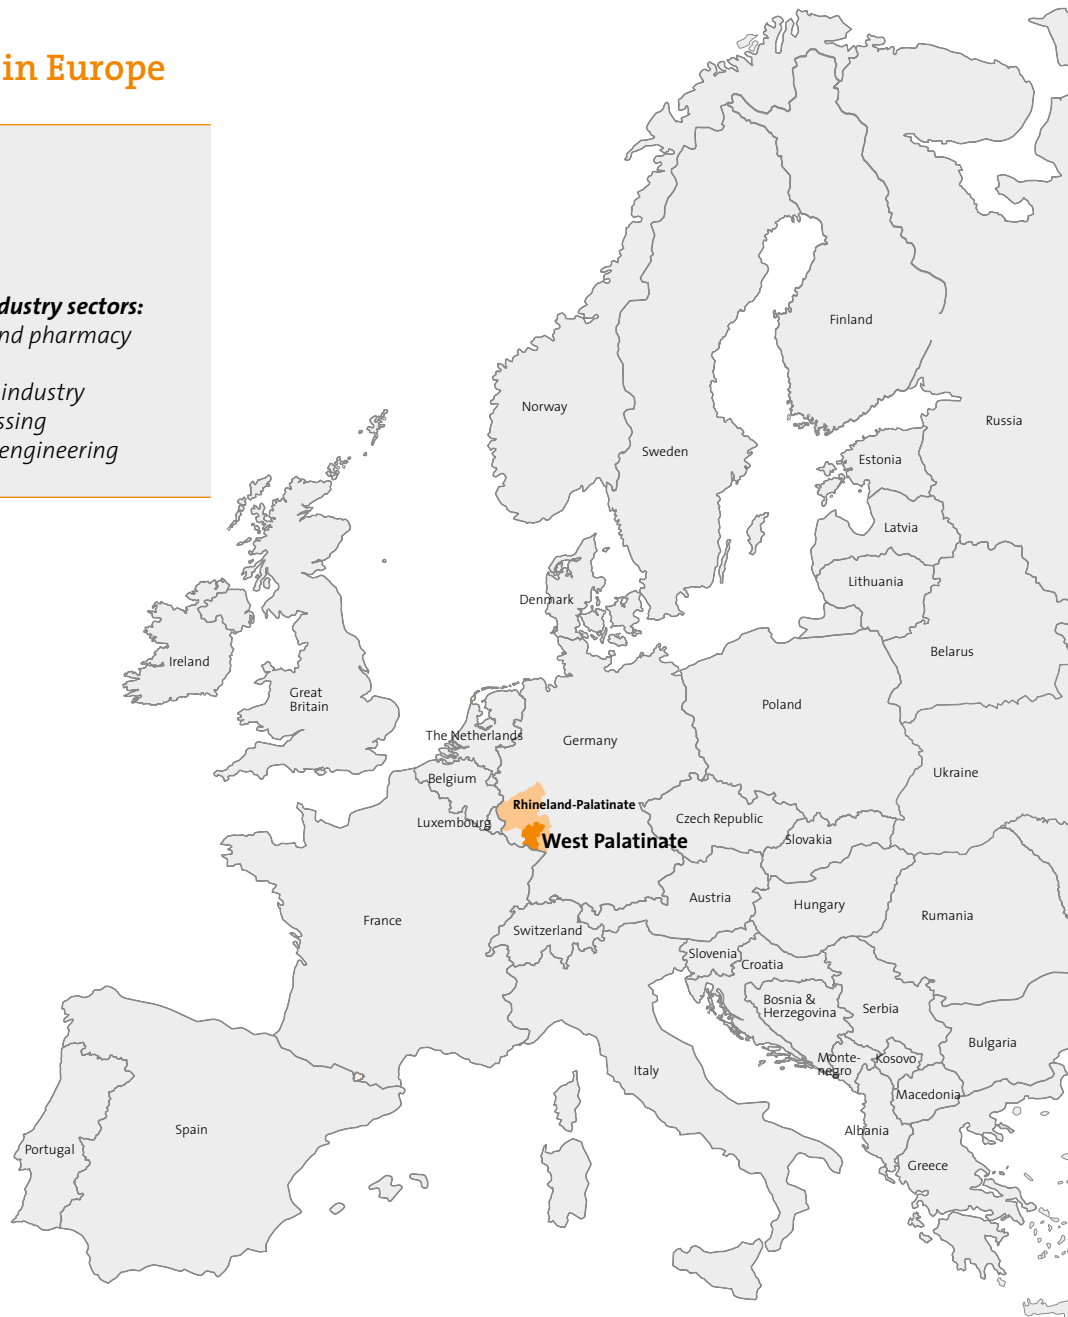 in Europe
dustry sectors:
nd pharmacy
industry
ssing
engineering
Finland
Norway
Russia
Sweden
Estonia
Latvia
Lithuania
Denmark
Belarus
Ireland
Great
Britain
Poland
The Netherlands
Germany
Ukraine
Belgium
Rhineland-Palatinate
Luxembourg
Czech Republic
West Palatinate
Slovakia
Austria
Hungary
France
Rumania
Switzerland
Slovenia
Croatia
Bosnia &
Herzegovina
Serbia
Bulgaria
Monte-
negro
Kosovo
Italy
Macedonia
Spain
Albania
Portugal
Greece